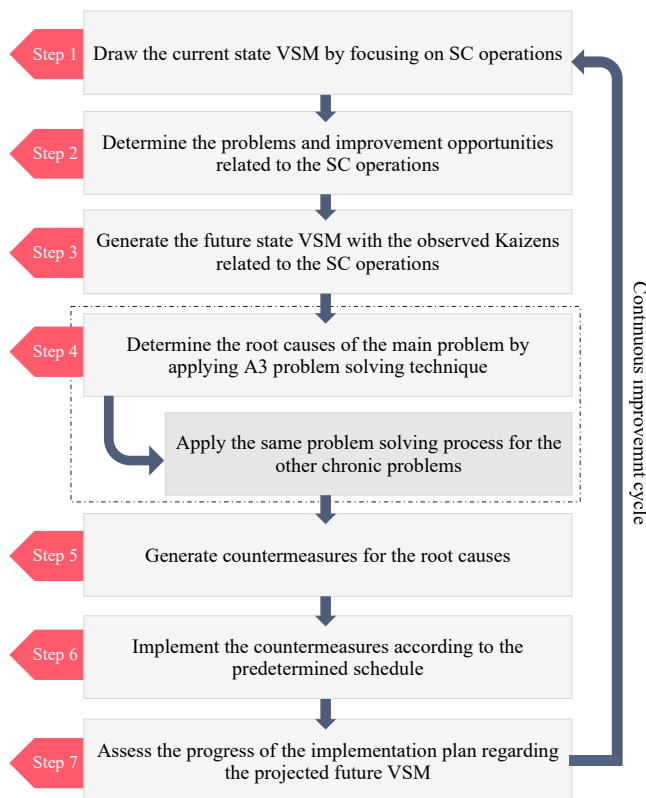 Step 1
Draw the current state VSM by focusing on SC operations
Step 2
Determine the problems and improvement opportunities
related to the SC operations
Step 3
Generate the future state VSM with the observed Kaizens
related to the SC operations
Step 4
Determine the root causes of the main problem by
applying A3 problem solving technique
Apply the same problem solving process for the
other chronic problems
Step 5
Generate countermeasures for the root causes
Step 6
Implement the countermeasures according to the
predetermined schedule
Step 7
Assess the progress of the implementation plan regarding
the projected future VSM
Continuous improvemnt cycle